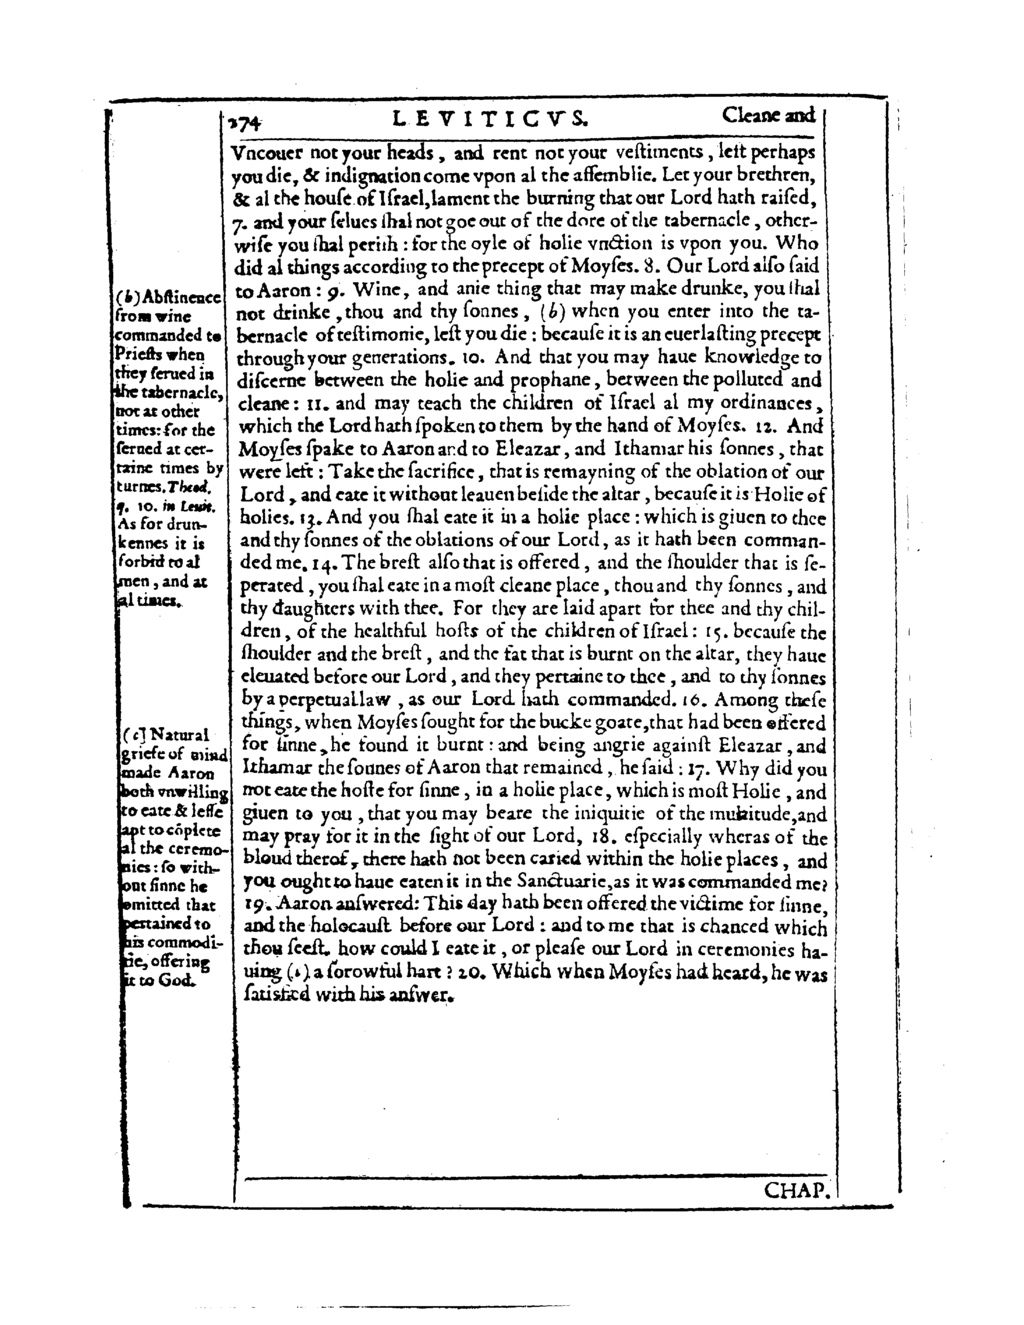 274 LEVITICVS. Cleane and
Vncouer not your heads, and rent not your veſtiments, leſt perhaps
you die, & indignation come vpon al the aſſemblie. Let your brethren,
& al the houſe of Iſrael, lament the burning that our Lord hath raiſed,
7. and your ſelues ſhal not goe out of the dore of the tabernacle, other-
wiſe you ſhal periſh: for the oyle of holie vnction is vpon you. Who
did al things according to the precept of Moyſes. 8. Our Lord alſo ſaid
to Aaron: 9. Wine, and anie thing that may make drunke, you ſhal
not drinke, thou and thy ſonnes, (b) when you enter into the ta-
bernacle of teſtimonie, leſt you die: becauſe it is an euerlaſting precept
through your generations. 10. And that you may haue knowledge to
diſcerne between the holie and prophane, between the polluted and
cleane: 11. and may teach the children of Iſrael al my ordinances,
which the Lord hath ſpoken to them by the hand of Moyſes. 12. And
Moyſes ſpake to Aaron and to Eleazar, and Ithamar his ſonnes, that
were left: Take the ſacrifice, that is remayning of the oblation of our
Lord, and eate it without leauen beſide the altar, becauſe it is Holie of
holies. 13. And you ſhal eate it in a holie place: which is giuen to thee
and thy ſonnes of the oblations of our Lord, as it hath been comman-
ded me. 14. The breſt alſo that is offered, and the ſhoulder that is ſe-
perated, you ſhal eate in a moſt cleane place, thou and thy ſonnes, and
thy daughters with thee. For they are laid apart for thee and thy chil-
dren, of the healthful hoſts of the children of Iſrael: 15. becauſe the
ſhoulder and the breſt, and the fat that is burnt on the altar, they haue
eleuated before our Lord, and they pertaine to thee, and to thy ſonnes
by a perpetual law, as our Lord hath commanded. 16. Among theſe
things, when Moyſes ſought for the bucke goate, that had been offered
for ſinne, he found it burnt: and being angrie againſt Eleazar, and
Ithamar the ſonnes of Aaron that remained, he ſaid: 17. Why did you
not eate the hoſte for ſinne, in a holie place, which is moſt Holie, and
giuen to you, that you may beare the iniquitie of the multitude, and
may pray for it in the ſight of our Lord, 18. eſpecially wheras of the
bloud therof, there hath not been caried within the holie places, and
you ought to haue eaten it in the Sanctuarie, as it was commanded me?
19. Aaron anſwered: This day hath been offered the victime for ſinne,
and the holocauſt before our Lord: and to me that is chanced which
thou ſeeſt. how could I eate it, or pleaſe our Lord in ceremonies ha-
uing (c) a ſorowful hart? 20. Which when Moyſes had heard, he was
ſatisfied with his anſwer.
(b) Abſtinence
from wine
commanded to
Prieſts when
they ſerued in
the tabernacle,
not at other
times: for the
ſerued at cer-
taine times by
turnes. Theod.
q. 10. in Leuit.
As for drun-
kennes it is
forbid to al
men, and at
al times.
(c] Natural
griefe of mind
made Aaron
both vnwilling
to eate & leſſe
apt to cõplete
al the ceremo-
nies: ſo with-
out ſinne he
omitted that
pertained to
his commodi-
tie, offering
it to God.
CHAP.